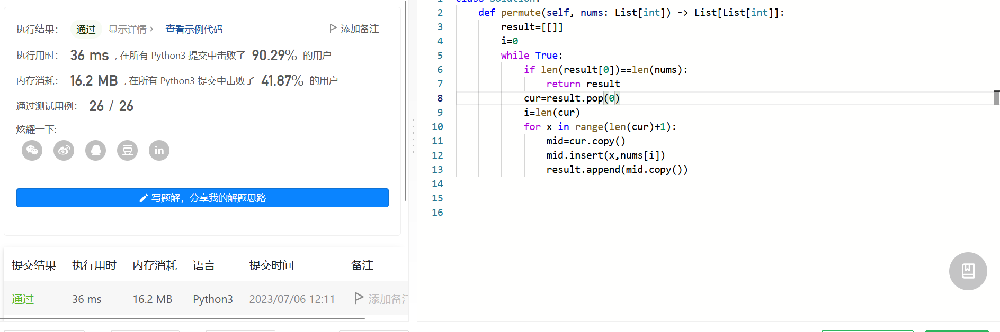 执行结果： 通过 显示详情 › 查看示例代码 添加备注
执行用时： 36 ms , 在所有 Python3 提交中击败了 90.29% 的用户
内存消耗： 16.2 MB , 在所有 Python3 提交中击败了 41.87% 的用户
通过测试用例： 26 / 26
炫耀一下:
豆 in
写题解，分享我的解题思路
提交结果 执行用时 内存消耗 语言 提交时间 备注
通过 36 ms 16.2 MB Python3 2023/07/06 12:11 添加备注
1 class Solution:
2 def permute(self, nums: List[int]) -> List[List[int]]:
3 result=[[]]
4 i=0
5 while True:
6 if len(result[0])==len(nums):
7 return result
8 cur=result.pop(0)
9 i=len(cur)
10 for x in range(len(cur)+1):
11 mid=cur.copy()
12 mid.insert(x,nums[i])
13 result.append(mid.copy())
14
15
16